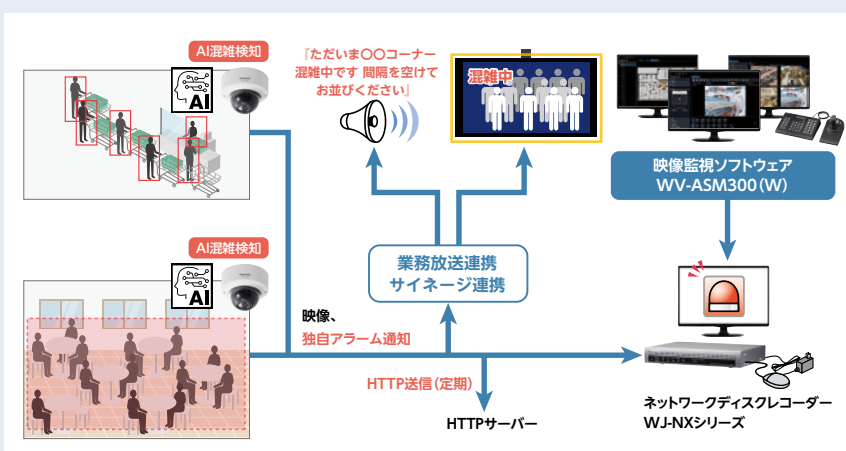 AI混雑検知
AI
『ただいま〇〇コーナー
混雑中です 間隔を空けて
お並びください』
混雑中
映像監視ソフトウェア
WV-ASM300(W)
AI混雑検知
AI
業務放送連携
サイネージ連携
映像、
独自アラーム通知
HTTP送信(定期)
HTTPサーバー
ネットワークディスクレコーダー
WJ-NXシリーズ